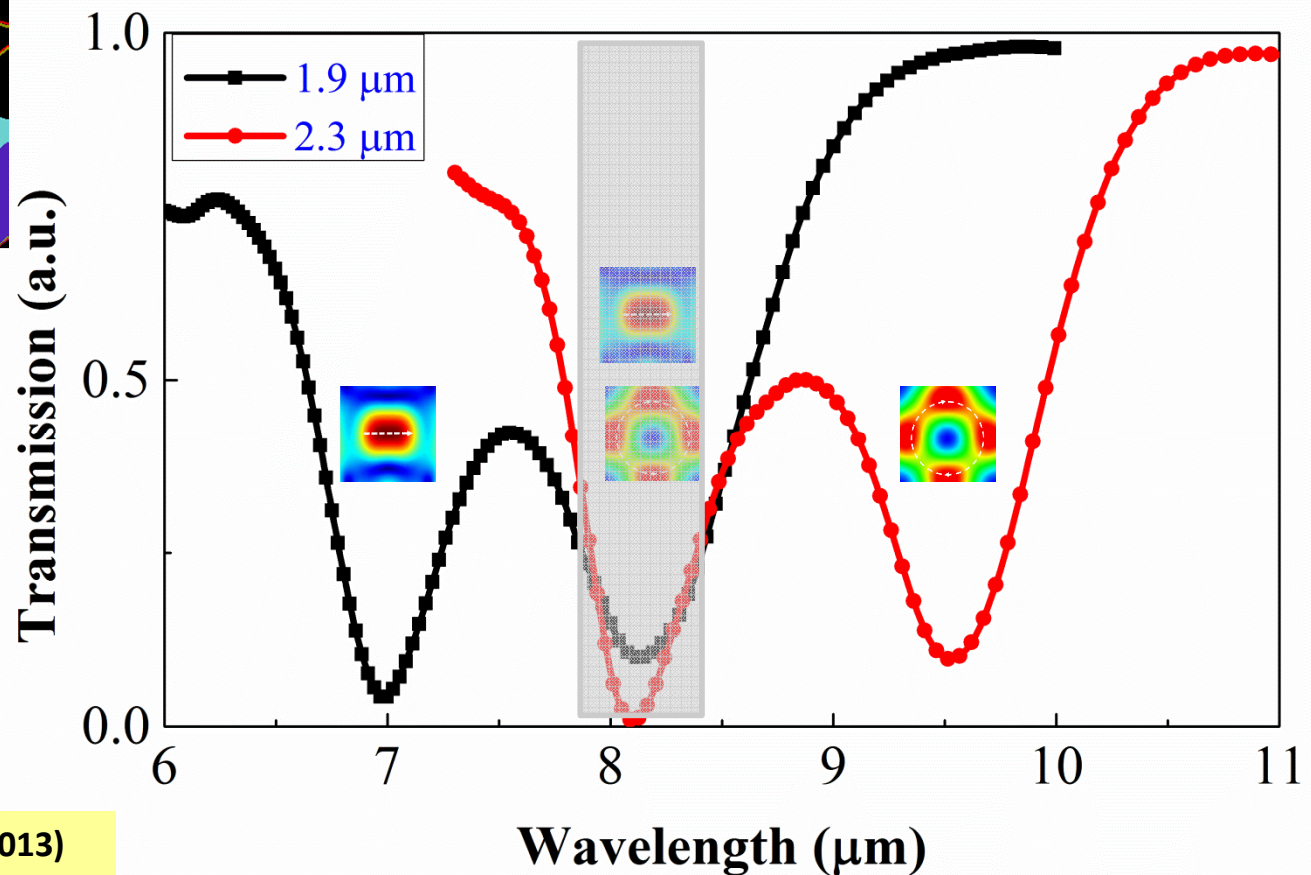 1.0
1.9 μm
2.3 μm
Transmission (a.u.)
0.5
0.0
6 7 8 9 10 11
013)
Wavelength (μm)